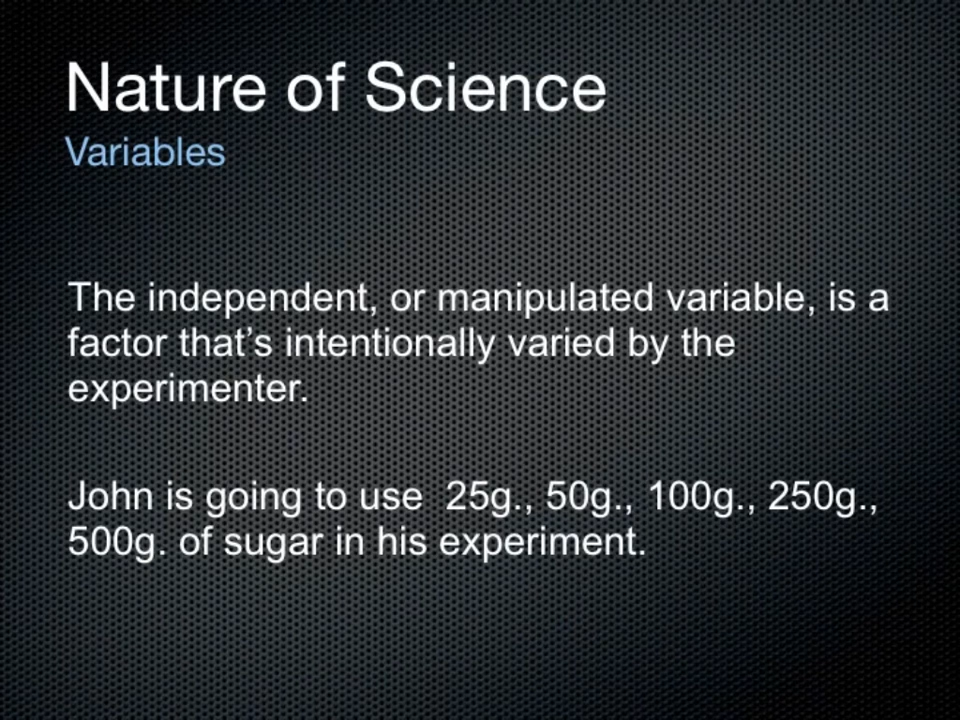 Nature of Science
Variables
The independent, or manipulated variable, is a
factor that’s intentionally varied by the
experimenter.
John is going to use  25g., 50g., 100g., 250g.,
500g. of sugar in his experiment.